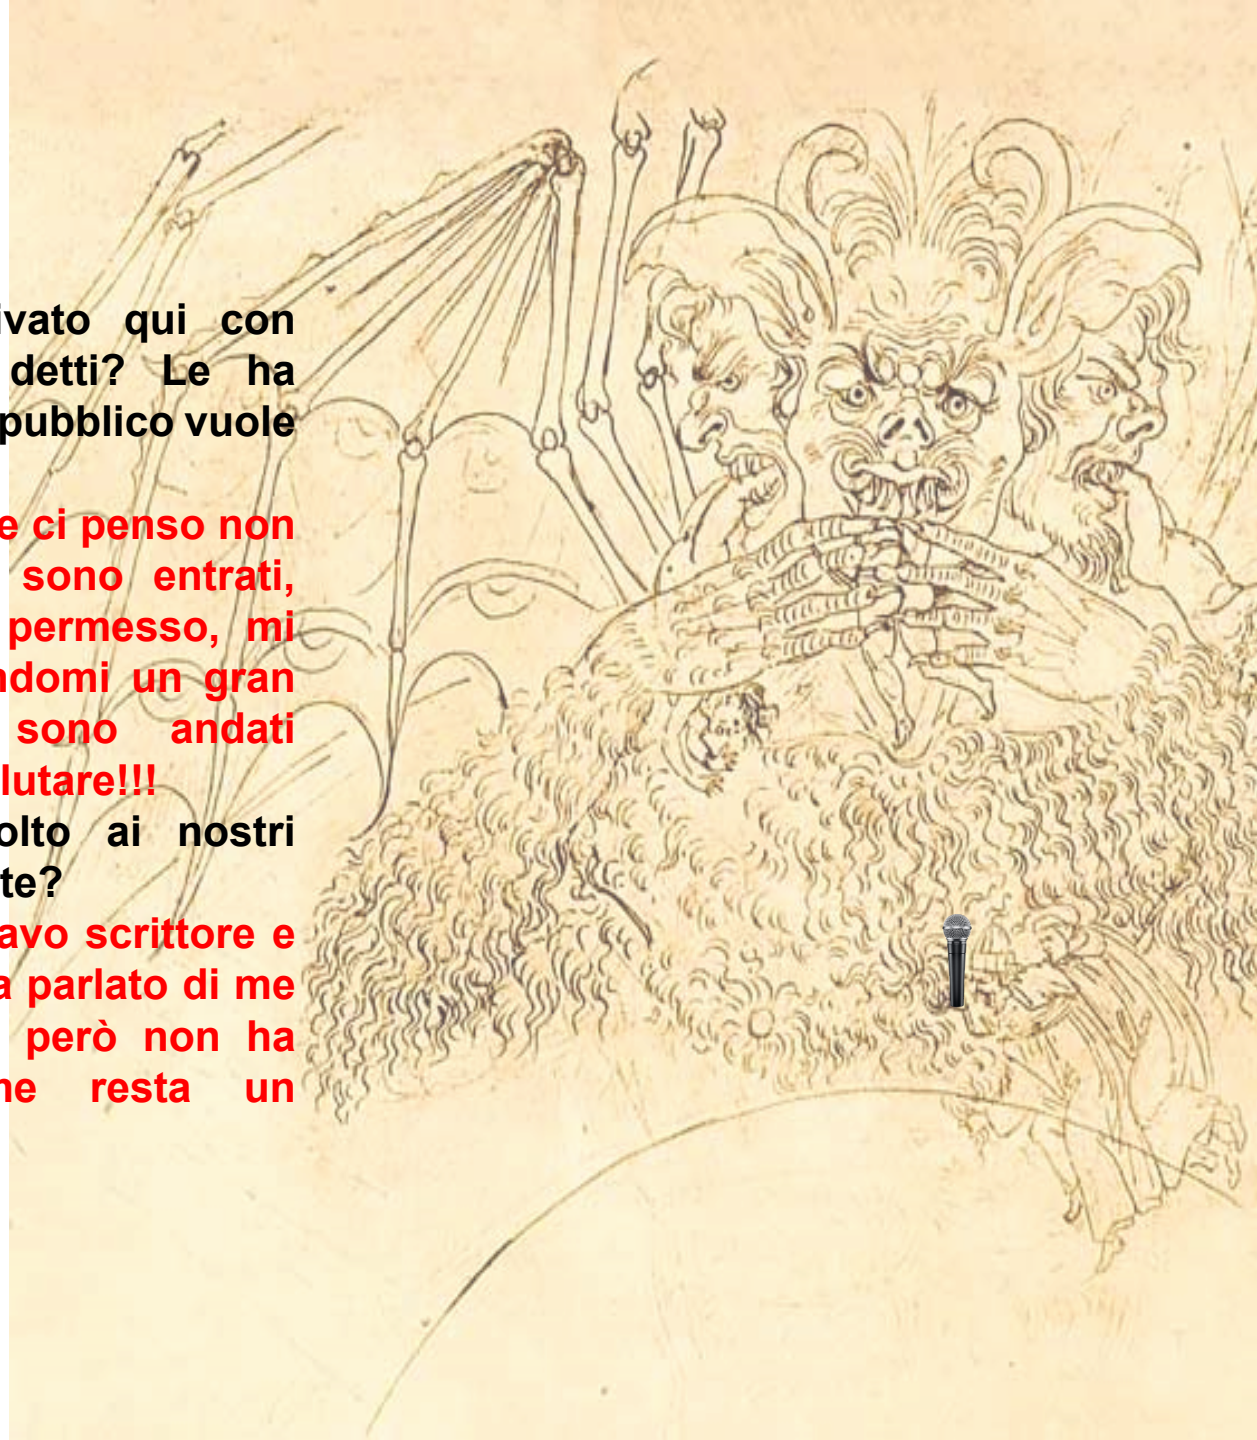 ivato qui con
detti? Le ha
pubblico vuole
e ci penso non
sono entrati,
permesso, mi
ndomi un gran
sono andati
lutare!!!
olto ai nostri
te?
avo scrittore e
a parlato di me
però non ha
ne resta un